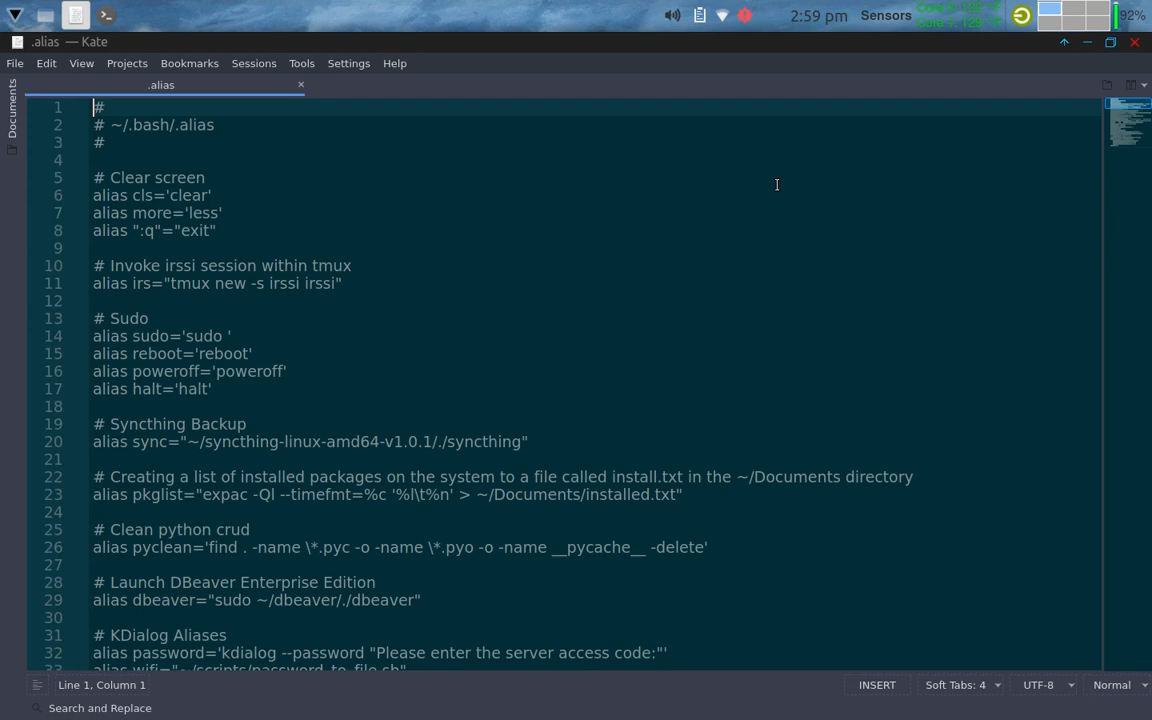 2:59 pm Sensors 92%
.alias — Kate
File Edit View Projects Bookmarks Sessions Tools Settings Help
.alias
Documents
1 #
2 # ~/.bash/.alias
3 #
4
5 # Clear screen
6 alias cls='clear'
7 alias more='less'
8 alias ":q"="exit"
9
10 # Invoke irssi session within tmux
11 alias irs="tmux new -s irssi irssi"
12
13 # Sudo
14 alias sudo='sudo '
15 alias reboot='reboot'
16 alias poweroff='poweroff'
17 alias halt='halt'
18
19 # Syncthing Backup
20 alias sync="~/syncthing-linux-amd64-v1.0.1/./syncthing"
21
22 # Creating a list of installed packages on the system to a file called install.txt in the ~/Documents directory
23 alias pkglist="expac -Ql --timefmt=%c '%l\t%n' > ~/Documents/installed.txt"
24
25 # Clean python crud
26 alias pyclean='find . -name \*.pyc -o -name \*.pyo -o -name __pycache__ -delete'
27
28 # Launch DBeaver Enterprise Edition
29 alias dbeaver="sudo ~/dbeaver/./dbeaver"
30
31 # KDialog Aliases
32 alias password='kdialog --password "Please enter the server access code:"'
33 alias wifi="~/scripts/password_to_file.sh"
Line 1, Column 1 INSERT Soft Tabs: 4 UTF-8 Normal
Search and Replace